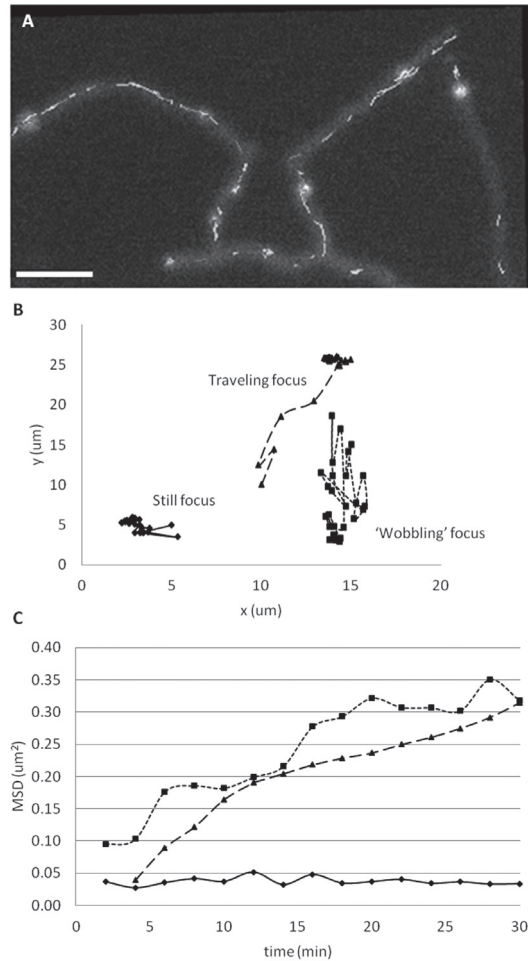 A
B
30
25
20
15
10
5
0
y (um)
Traveling focus
Still focus
'Wobbling' focus
0 5 10 15 20
x (um)
C
0.40
0.35
0.30
0.25
0.20
0.15
0.10
0.05
0.00
MSD (um²)
0 5 10 15 20 25 30
time (min)